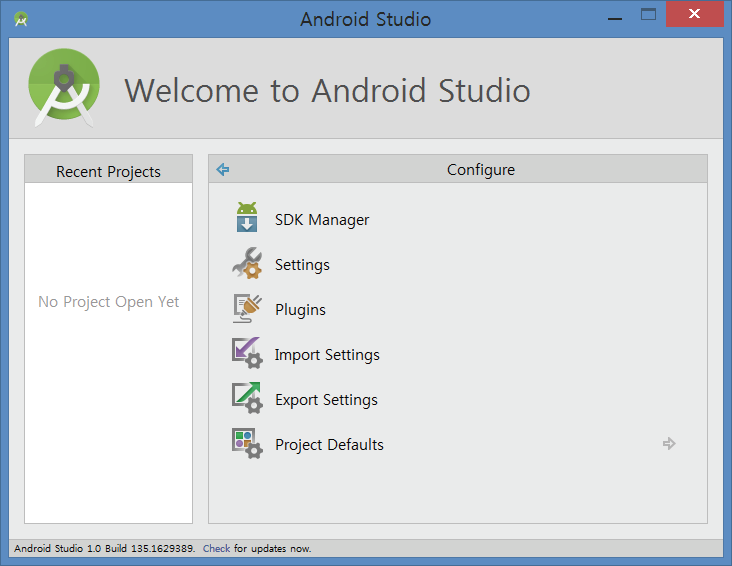 Android Studio
Welcome to Android Studio
Recent Projects
No Project Open Yet
Configure
SDK Manager
Settings
Plugins
Import Settings
Export Settings
Project Defaults
Android Studio 1.0 Build 135.1629389. Check for updates now.